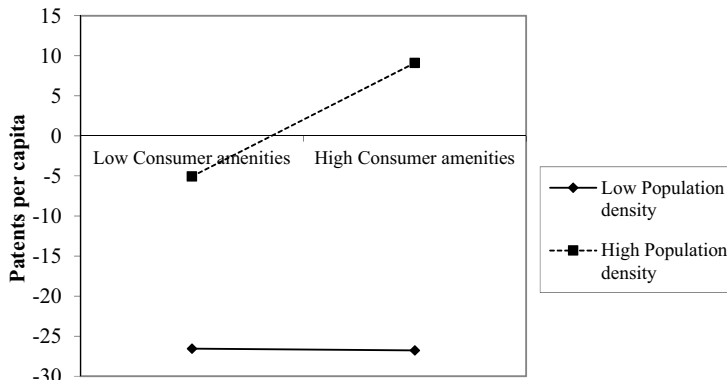 15
10
5
0
-5
-10
-15
-20
-25
-30
Patents per capita
Low Consumer amenities
High Consumer amenities
Low Population
density
High Population
density